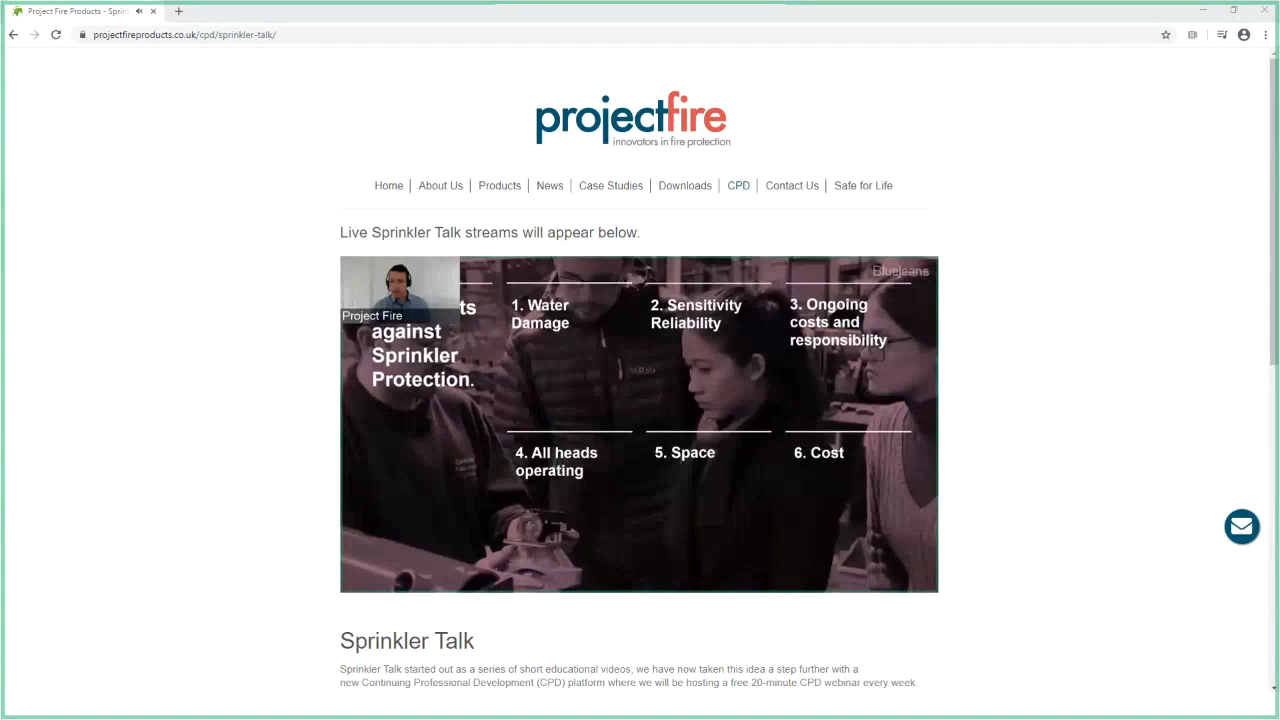 Project Fire Products - Sprin
projectfireproducts.co.uk/cpd/sprinkler-talk/
projectfire
innovators in fire protection
Home | About Us | Products | News | Case Studies | Downloads | CPD | Contact Us | Safe for Life
Live Sprinkler Talk streams will appear below.
BlueJeans
Project Fire
ts
against
Sprinkler
Protection.
1. Water
Damage
2. Sensitivity
Reliability
3. Ongoing
costs and
responsibility
4. All heads
operating
5. Space
6. Cost
Sprinkler Talk
Sprinkler Talk started out as a series of short educational videos, we have now taken this idea a step further with a
new Continuing Professional Development (CPD) platform where we will be hosting a free 20-minute CPD webinar every week.